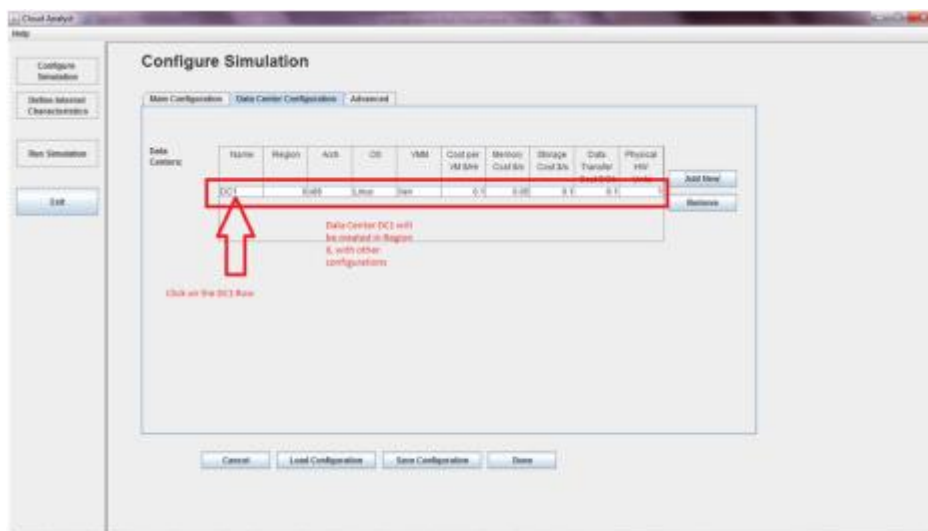 Cloud Analyst
Help
Configure Simulation
Configure
Simulation
Define Internet
Characteristics
Run Simulation
Exit
Main Configuration Data Center Configuration Advanced
Data
Centers:
Name Region Arch OS VMM Cost per
VM $/Hr Memory
Cost $/s Storage
Cost $/s Data
Transfer
Physical
HW
DC1 0 x86 Linux Xen 0.1 0.05 0.1 0.1 1
Add New
Remove
Data Center DC1 will
be created in Region
with other
configurations
Click on the DC1 Row
Cancel Load Configuration Save Configuration Done